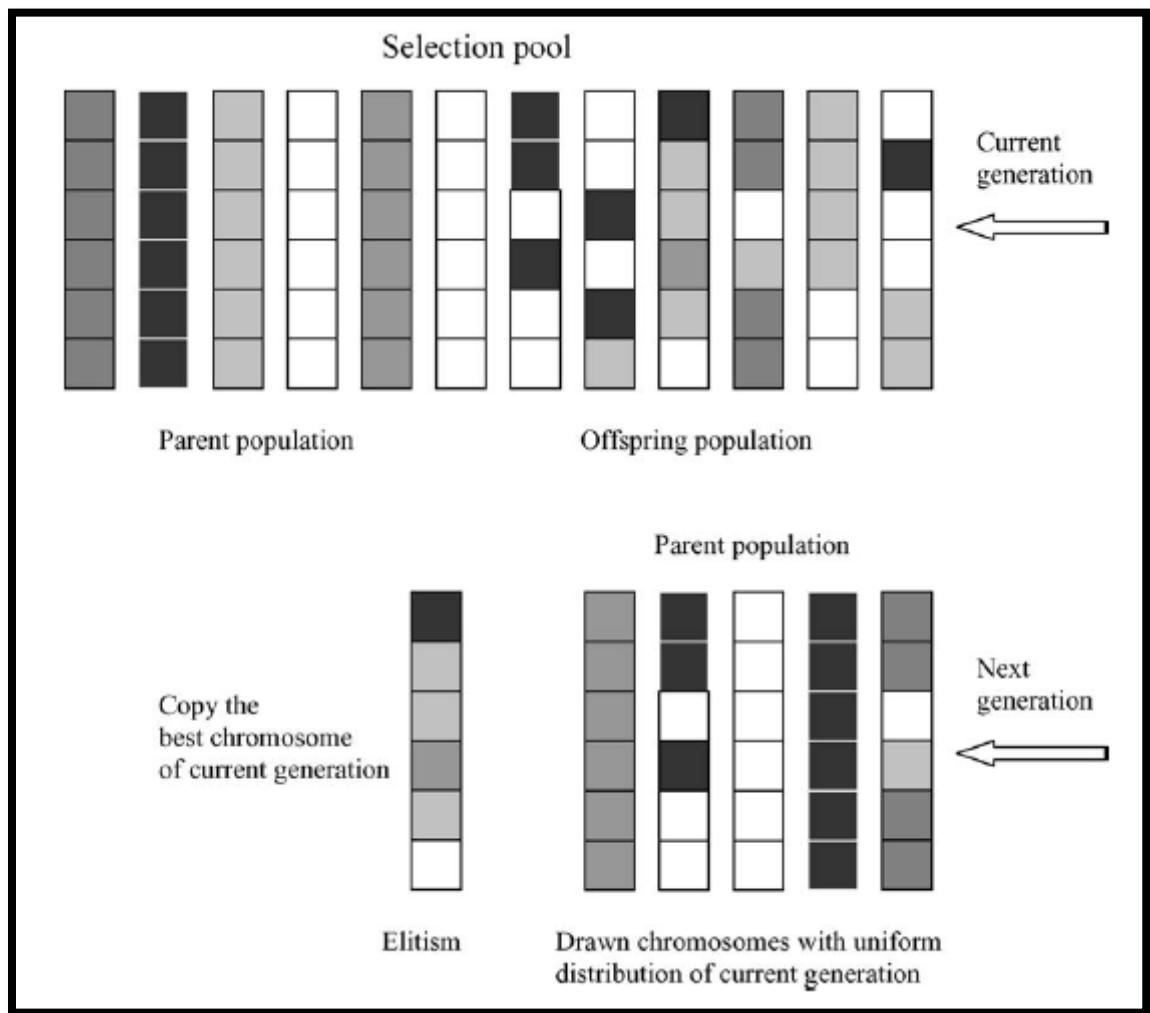 Selection pool
Current
generation
Parent population
Offspring population
Parent population
Copy the
best chromosome
of current generation
Next
generation
Elitism
Drawn chromosomes with uniform
distribution of current generation